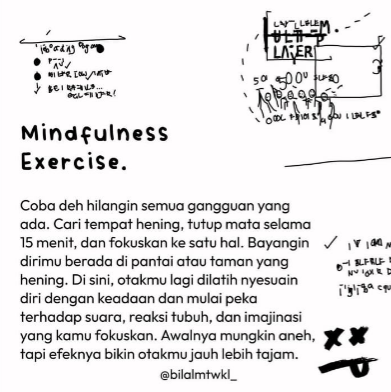 Mindfulness
Exercise.
Coba deh hilangin semua gangguan yang
ada. Cari tempat hening, tutup mata selama
15 menit, dan fokuskan ke satu hal. Bayangin
dirimu berada di pantai atau taman yang
hening. Di sini, otakmu lagi dilatih nyesuain
diri dengan keadaan dan mulai peka
terhadap suara, reaksi tubuh, dan imajinasi
yang kamu fokuskan. Awalnya mungkin aneh,
tapi efeknya bikin otakmu jauh lebih tajam.
@bilalmtwkl_